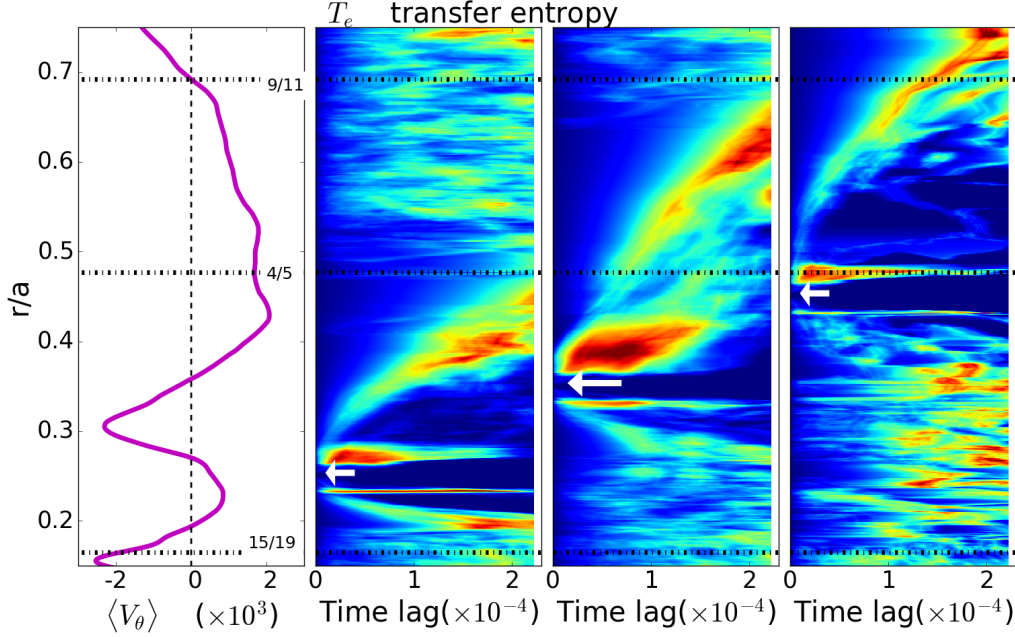 T_e transfer entropy
r/a
0.7
0.6
0.5
0.4
0.3
0.2
9/11
4/5
15/19
−2 0 2
⟨V_θ⟩ (×10³)
0 1 2
Time lag(×10⁻⁴)
0 1 2
Time lag(×10⁻⁴)
0 1 2
Time lag(×10⁻⁴)